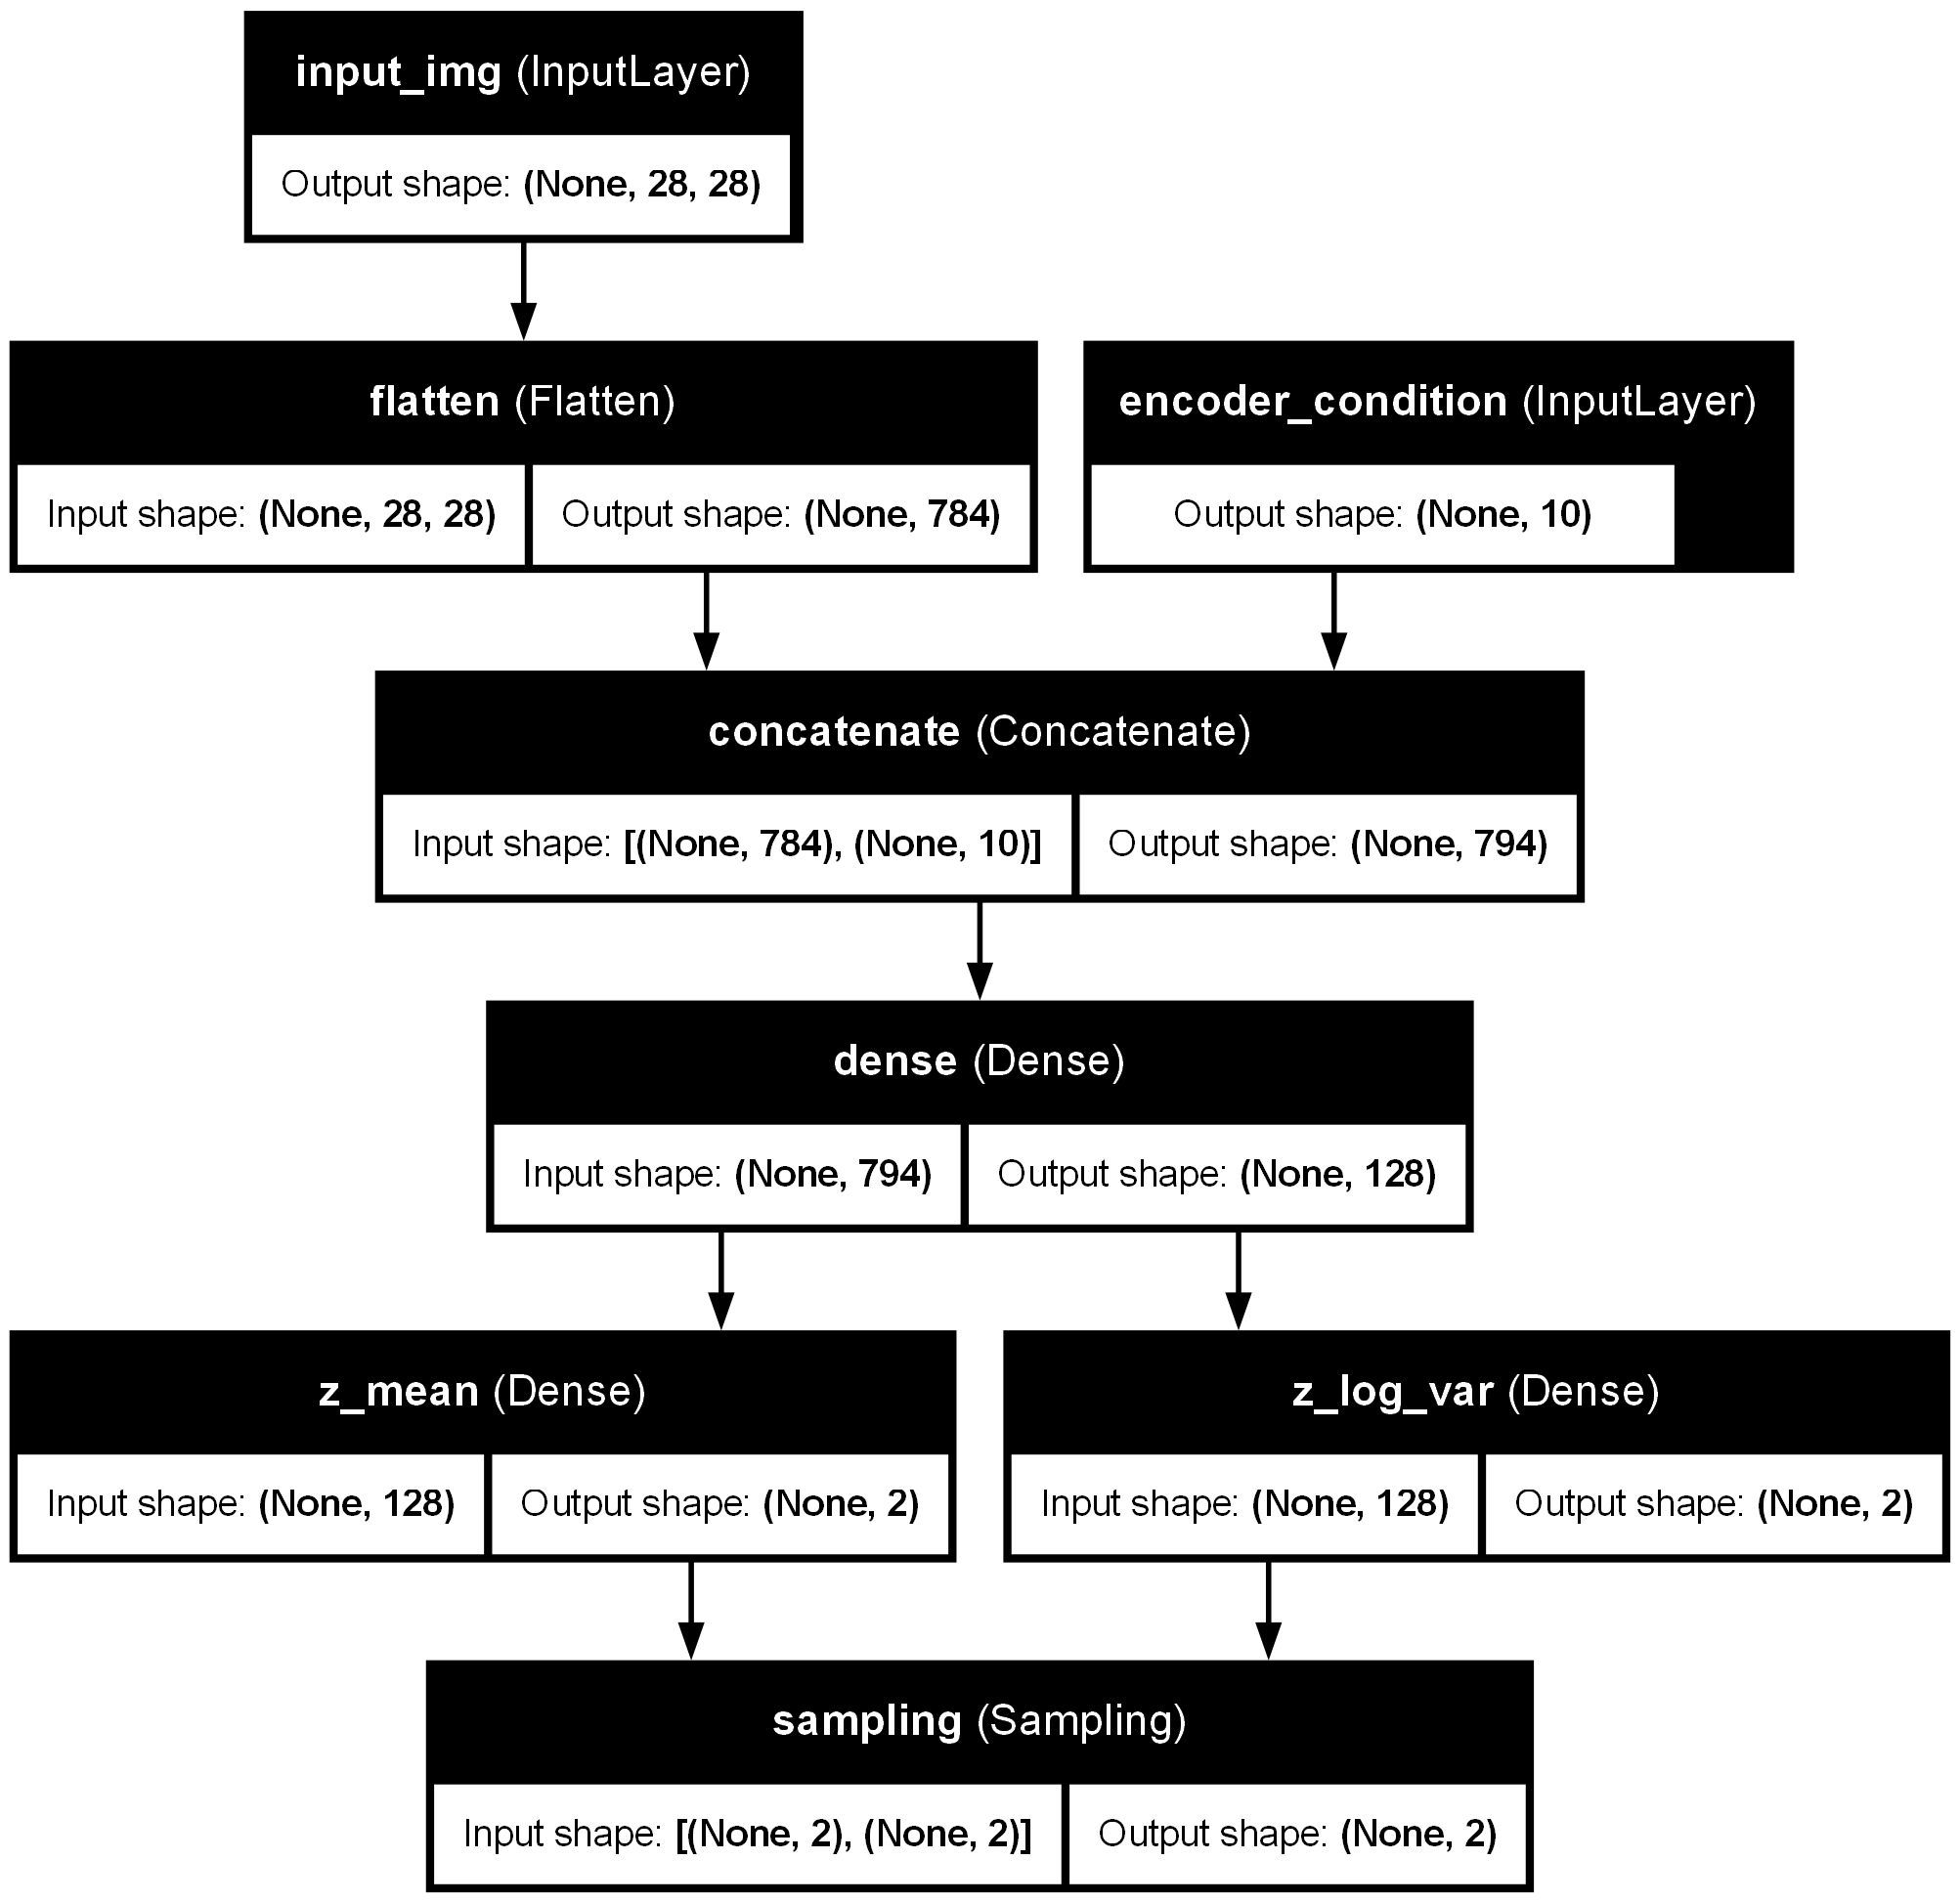 input_img (InputLayer)
Output shape: (None, 28, 28)
flatten (Flatten)
Input shape: (None, 28, 28)
Output shape: (None, 784)
encoder_condition (InputLayer)
Output shape: (None, 10)
concatenate (Concatenate)
Input shape: [(None, 784), (None, 10)]
Output shape: (None, 794)
dense (Dense)
Input shape: (None, 794)
Output shape: (None, 128)
z_mean (Dense)
Input shape: (None, 128)
Output shape: (None, 2)
z_log_var (Dense)
Input shape: (None, 128)
Output shape: (None, 2)
sampling (Sampling)
Input shape: [(None, 2), (None, 2)]
Output shape: (None, 2)